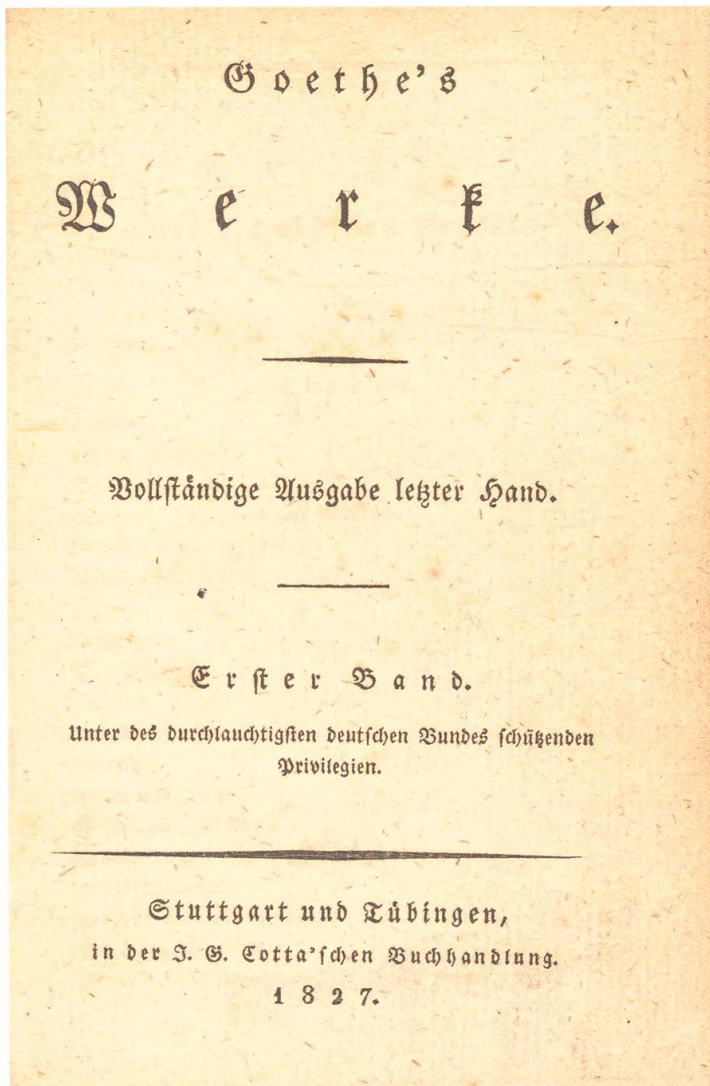 Goethe's
Werke.
Vollständige Ausgabe letzter Hand.
Erster Band.
Unter des durchlauchtigsten deutschen Bundes schützenden
Privilegien.
Stuttgart und Tübingen,
in der J. G. Cotta'schen Buchhandlung.
1827.